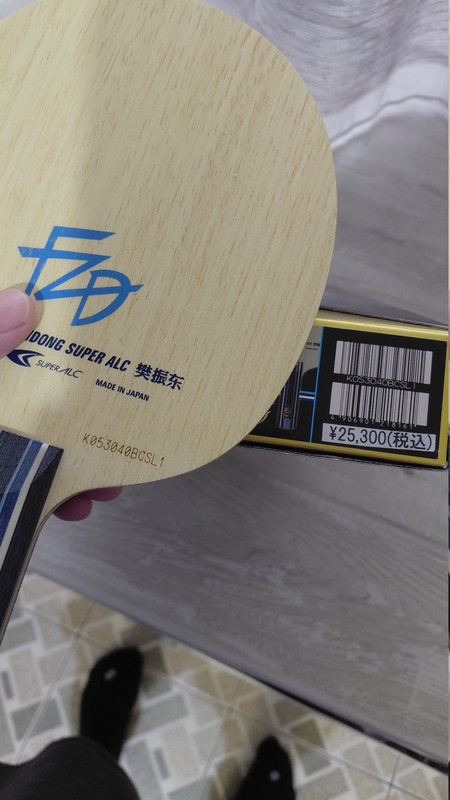 FZD
DONG SUPER ALC 樊振东
SUPER ALC
MADE IN JAPAN
K053040BCSL1
K053040BCSL1
¥25,300(税込)